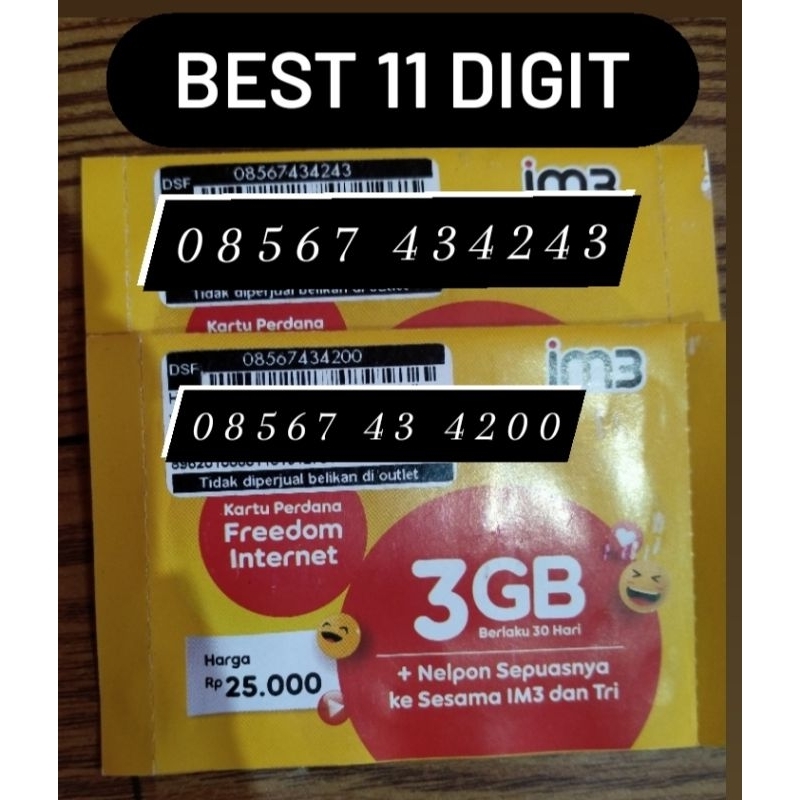 BEST 11 DIGIT
08567434243
DSF
im3
08567 434243
Tidak diperjual belikan di outlet
Kartu Perdana
08567434200
DSF
im3
08567 43 4200
Tidak diperjual belikan di outlet
Kartu Perdana
Freedom
Internet
3GB
Berlaku 30 Hari
Harga
Rp 25.000
+ Nelpon Sepuasnya
ke Sesama IM3 dan Tri